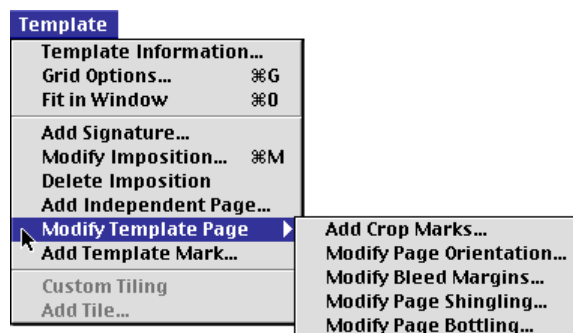 Template
Template Information...
Grid Options... ⌘G
Fit in Window ⌘0
Add Signature...
Modify Imposition... ⌘M
Delete Imposition
Add Independent Page...
Modify Template Page
Add Template Mark...
Custom Tiling
Add Tile...
Add Crop Marks...
Modify Page Orientation...
Modify Bleed Margins...
Modify Page Shingling...
Modify Page Bottling...